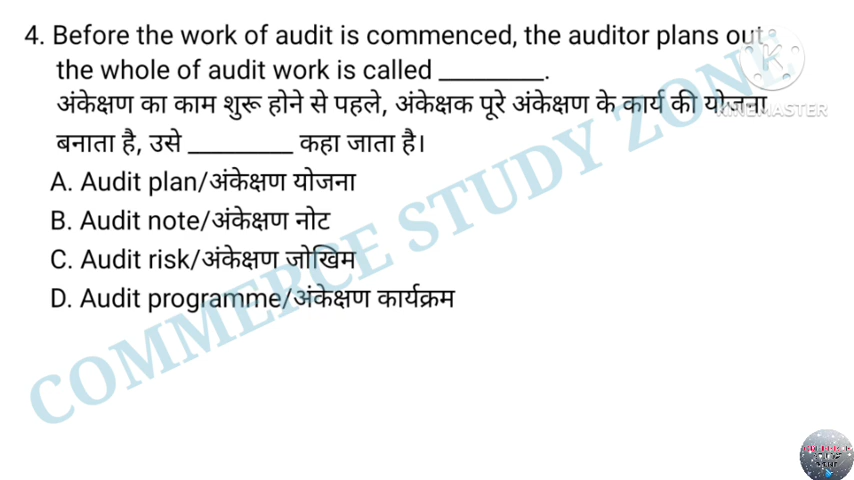 4. Before the work of audit is commenced, the auditor plans out
the whole of audit work is called ________.
अंकेक्षण का काम शुरू होने से पहले, अंकेक्षक पूरे अंकेक्षण के कार्य की योजना
बनाता है, उसे ________ कहा जाता है।
A. Audit plan/अंकेक्षण योजना
B. Audit note/अंकेक्षण नोट
C. Audit risk/अंकेक्षण जोखिम
D. Audit programme/अंकेक्षण कार्यक्रम
COMMERCE STUDY ZONE
K
KINEMASTER